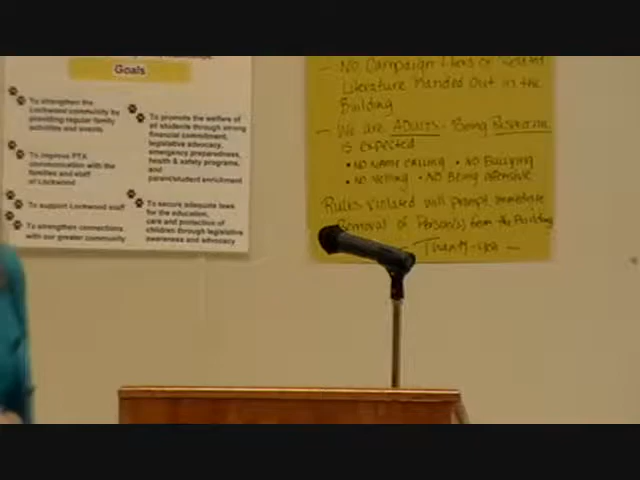 Goals
To strengthen the
Lockwood community by
providing regular family
activities and events
To improve PTA
communication with the
families and staff
of Lockwood
To support Lockwood staff
To strengthen connections
with our greater community
To promote the welfare of
all students through strong
financial commitment,
legislative advocacy,
emergency preparedness,
health & safety programs,
and
parent/student enrichment
To secure adequate laws
for the education,
care and protection of
children through legislative
awareness and advocacy
- No Campaign or
Literature Handed Out in the
Building
- We are Adults - Being Respectful
is expected
• No Name calling • No Bullying
• No Yelling • No Being offensive
Rules violated will prompt immediate
Removal of Person(s) from the Building
- Thank-You -